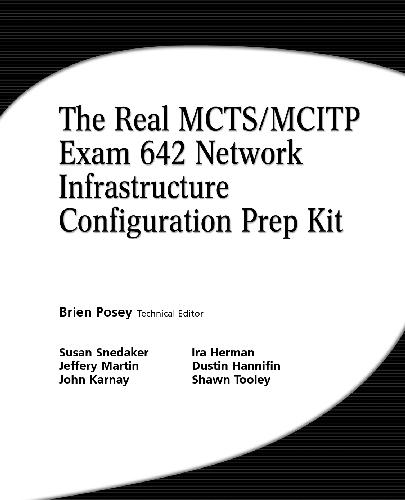 The Real MCTS/MCITP
Exam 642 Network
Infrastructure
Configuration Prep Kit
Brien Posey Technical Editor
Susan Snedaker
Jeffery Martin
John Karnay
Ira Herman
Dustin Hannifin
Shawn Tooley